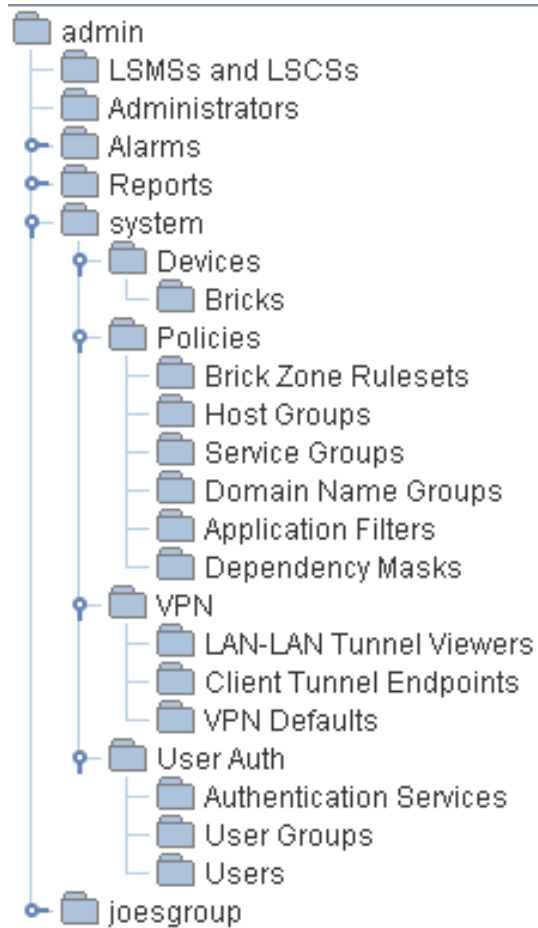 admin
LSMSs and LSCSs
Administrators
Alarms
Reports
system
Devices
Bricks
Policies
Brick Zone Rulesets
Host Groups
Service Groups
Domain Name Groups
Application Filters
Dependency Masks
VPN
LAN-LAN Tunnel Viewers
Client Tunnel Endpoints
VPN Defaults
User Auth
Authentication Services
User Groups
Users
joesgroup